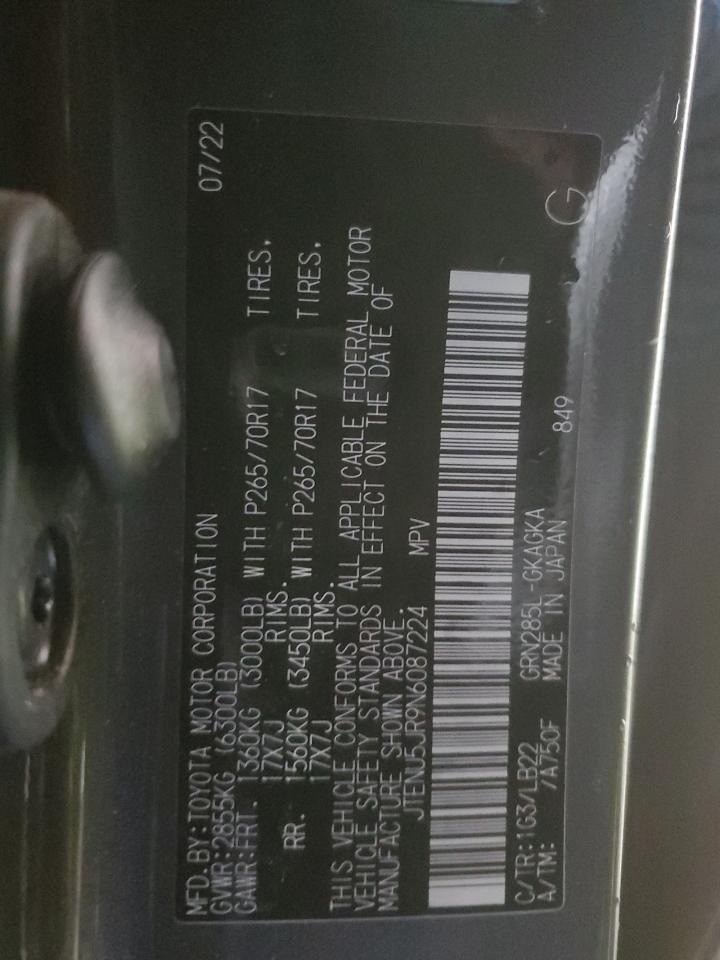 MFD.BY:TOYOTA MOTOR CORPORATION 07/22
GVWR:2855KG (6300LB)
GAWR:FRT. 1360KG (3000LB) WITH P265/70R17 TIRES,
17X7J RIMS.
RR. 1560KG (3450LB) WITH P265/70R17 TIRES,
17X7J RIMS.
THIS VEHICLE CONFORMS TO ALL APPLICABLE FEDERAL MOTOR
VEHICLE SAFETY STANDARDS IN EFFECT ON THE DATE OF
MANUFACTURE SHOWN ABOVE.
JTENU5JR9N6087224 MPV
C/TR:1G3/LB22 GRN285L-GKAGKA
A/TM: /A750F MADE IN JAPAN 849 G